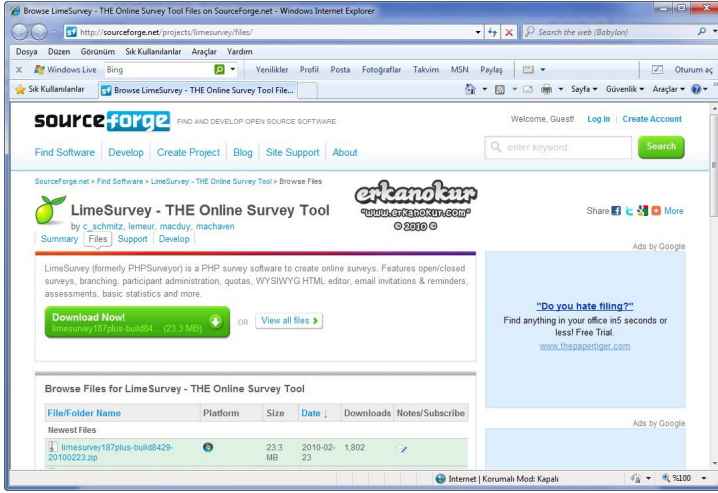 Browse LimeSurvey - THE Online Survey Tool Files on SourceForge.net - Windows Internet Explorer
http://sourceforge.net/projects/limesurvey/files/
Search the web (Babylon)
Dosya Düzen Görünüm Sık Kullanılanlar Araçlar Yardım
Windows Live Bing Yenilikler Profil Posta Fotoğraflar Takvim MSN Paylaş Oturum aç
Sık Kullanılanlar Browse LimeSurvey - THE Online Survey Tool File... Sayfa Güvenlik Araçlar
sourceforge FIND AND DEVELOP OPEN SOURCE SOFTWARE
Welcome, Guest! Log In Create Account
Find Software Develop Create Project Blog Site Support About
enter keyword Search
SourceForge.net > Find Software > LimeSurvey - THE Online Survey Tool > Browse Files
erkanokur
"www.erkanokur.com"
© 2010 ©
LimeSurvey - THE Online Survey Tool
by c_schmitz, lemeur, macduy, machaven
Share More
Summary Files Support Develop
Ads by Google
LimeSurvey (formerly PHPSurveyor) is a PHP survey software to create online surveys. Features open/closed
surveys, branching, participant administration, quotas, WYSIWYG HTML editor, email invitations & reminders,
assessments, basic statistics and more.
Download Now!
limesurvey187plus-build84... (23.3 MB)
OR View all files
"Do you hate filing?"
Find anything in your office in5 seconds or
less! Free Trial.
www.thepapertiger.com
Browse Files for LimeSurvey - THE Online Survey Tool
File/Folder Name Platform Size Date ↓ Downloads Notes/Subscribe
Newest Files
limesurvey187plus-build8429-
20100223.zip
23.3
MB
2010-02-
23
1,802
Ads by Google
Internet | Korumalı Mod: Kapalı %100